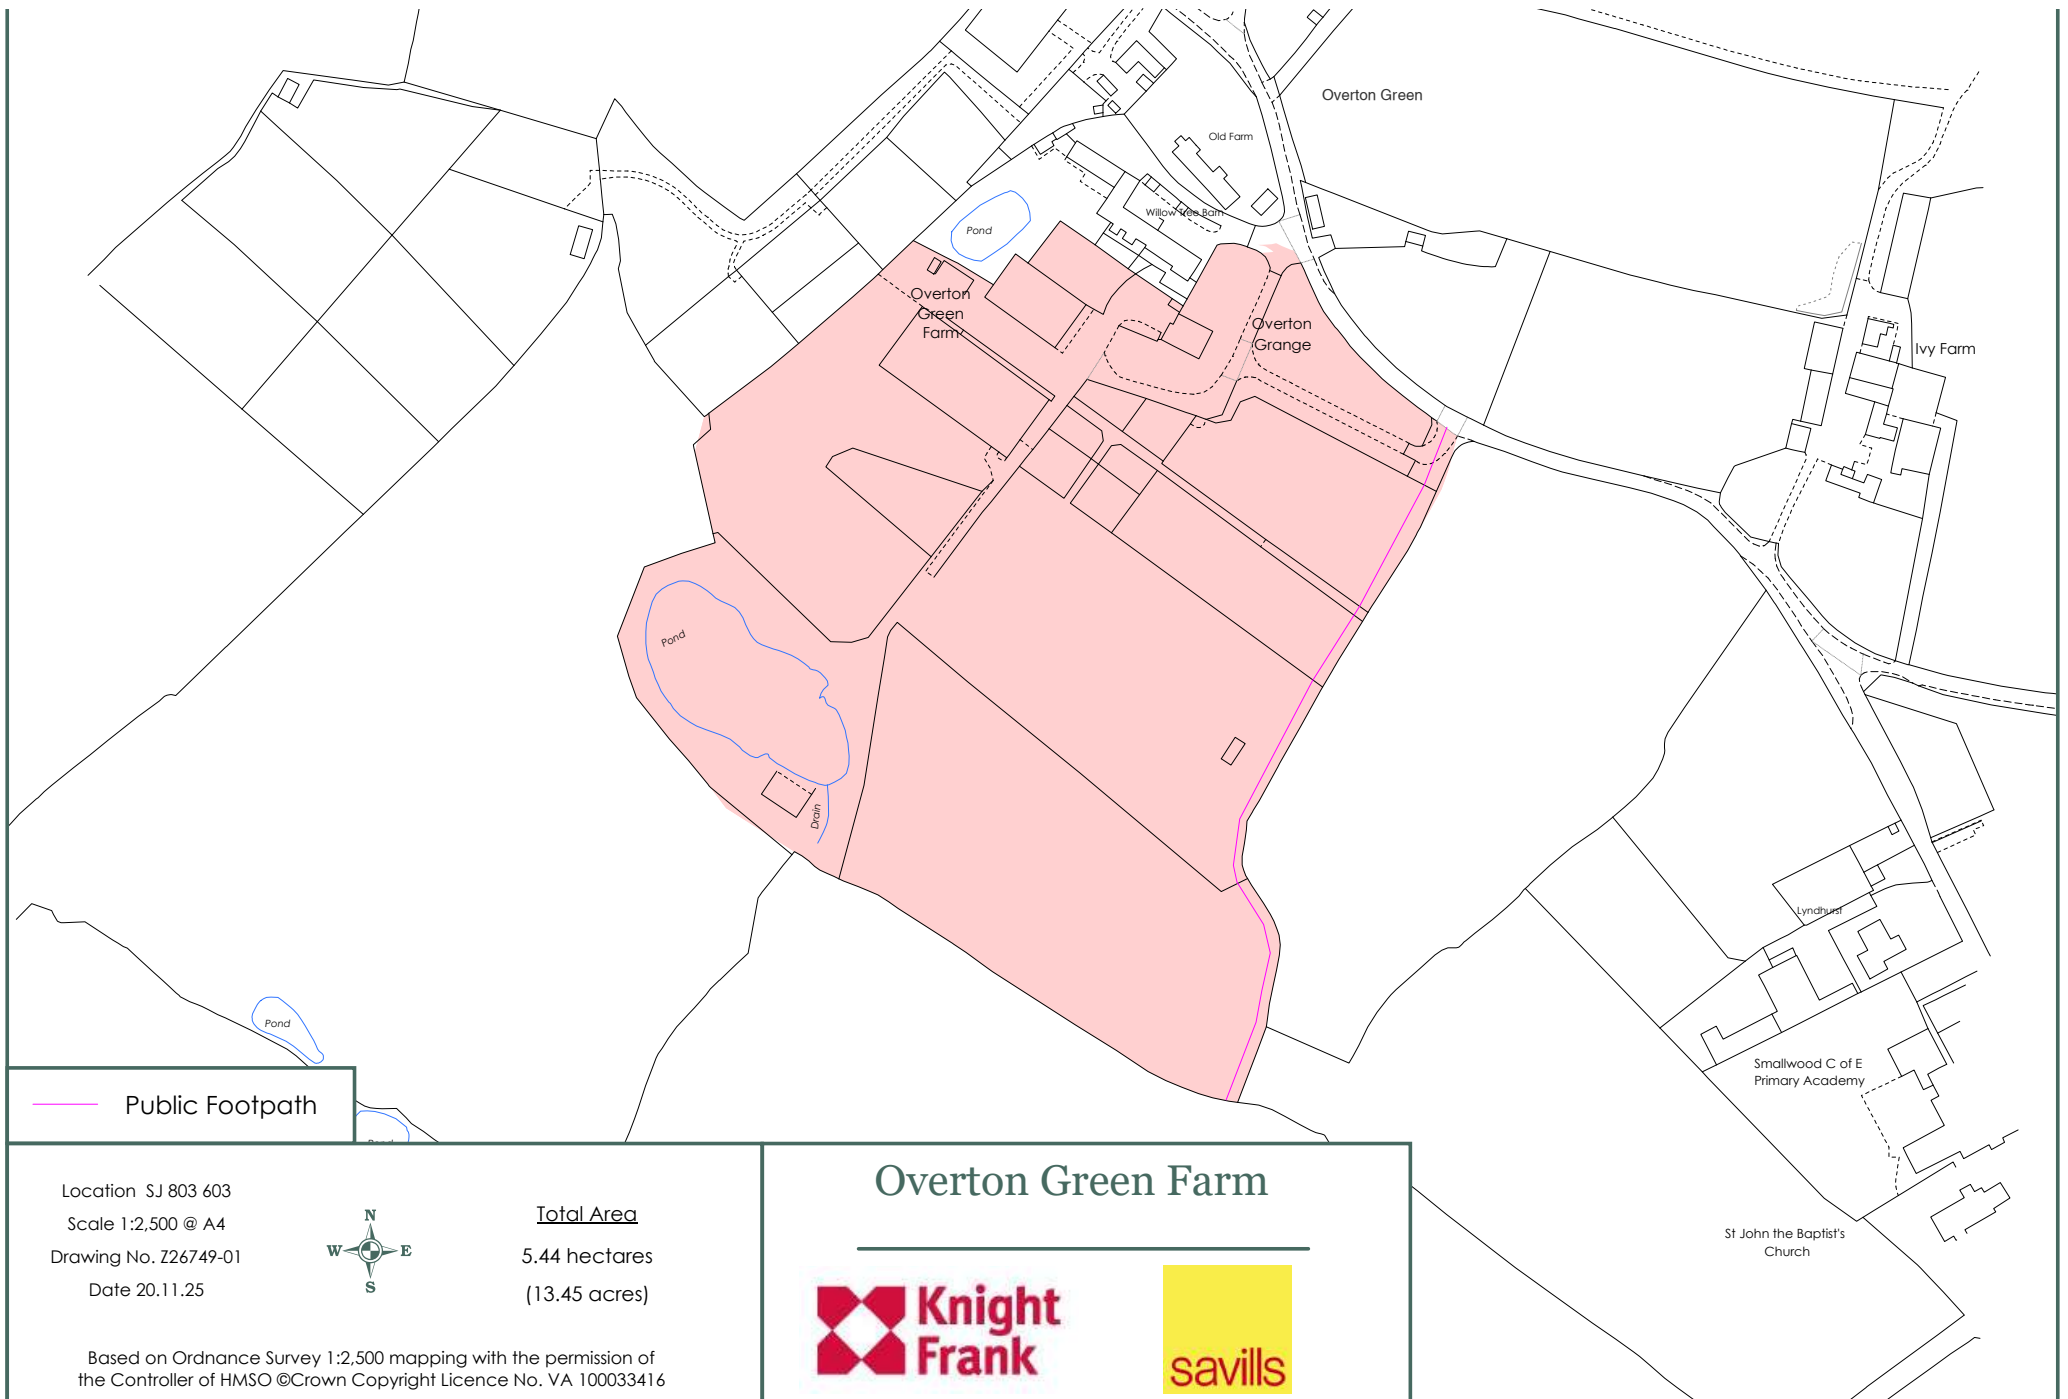 Overton Green
Old Farm
Willow Tree Barn
Pond
Overton
Green
Farm
Overton
Grange
Ivy Farm
Pond
Drain
Lyndhurst
Pond
Smallwood C of E
Primary Academy
Public Footpath
Pond
St John the Baptist's
Church
Location SJ 803 603
Scale 1:2,500 @ A4
Drawing No. Z26749-01
Date 20.11.25
N
W E
S
Total Area
5.44 hectares
(13.45 acres)
Based on Ordnance Survey 1:2,500 mapping with the permission of
the Controller of HMSO ©Crown Copyright Licence No. VA 100033416
Overton Green Farm
Knight
Frank
savills